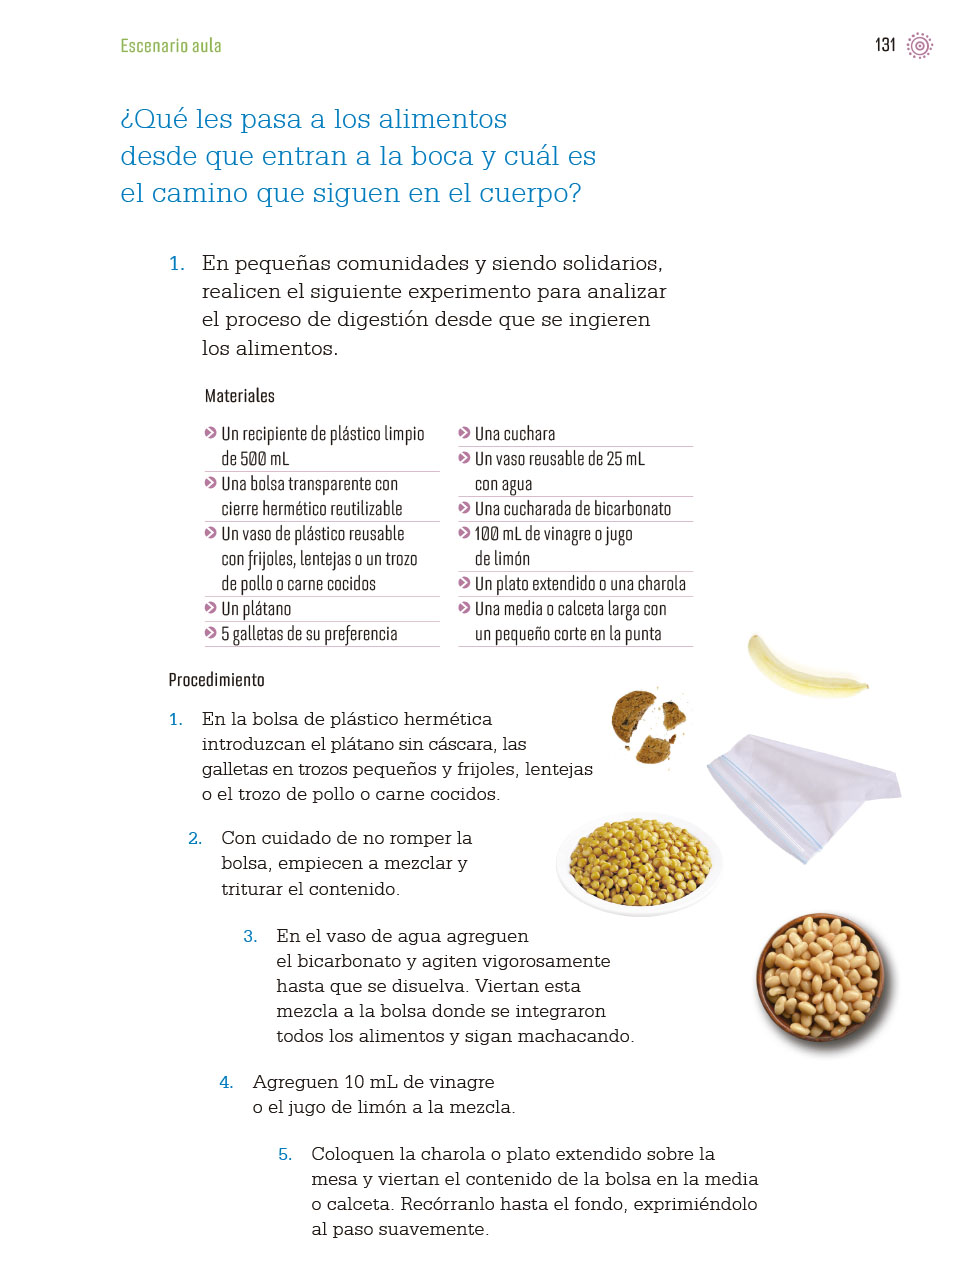 Escenario aula
131
¿Qué les pasa a los alimentos
desde que entran a la boca y cuál es
el camino que siguen en el cuerpo?
1. En pequeñas comunidades y siendo solidarios,
realicen el siguiente experimento para analizar
el proceso de digestión desde que se ingieren
los alimentos.
Materiales
Un recipiente de plástico limpio
de 500 mL
Una bolsa transparente con
cierre hermético reutilizable
Un vaso de plástico reusable
con frijoles, lentejas o un trozo
de pollo o carne cocidos
Un plátano
5 galletas de su preferencia
Una cuchara
Un vaso reusable de 25 mL
con agua
Una cucharada de bicarbonato
100 mL de vinagre o jugo
de limón
Un plato extendido o una charola
Una media o calceta larga con
un pequeño corte en la punta
Procedimiento
1. En la bolsa de plástico hermética
introduzcan el plátano sin cáscara, las
galletas en trozos pequeños y frijoles, lentejas
o el trozo de pollo o carne cocidos.
2. Con cuidado de no romper la
bolsa, empiecen a mezclar y
triturar el contenido.
3. En el vaso de agua agreguen
el bicarbonato y agiten vigorosamente
hasta que se disuelva. Viertan esta
mezcla a la bolsa donde se integraron
todos los alimentos y sigan machacando.
4. Agreguen 10 mL de vinagre
o el jugo de limón a la mezcla.
5. Coloquen la charola o plato extendido sobre la
mesa y viertan el contenido de la bolsa en la media
o calceta. Recórranlo hasta el fondo, exprimiéndolo
al paso suavemente.